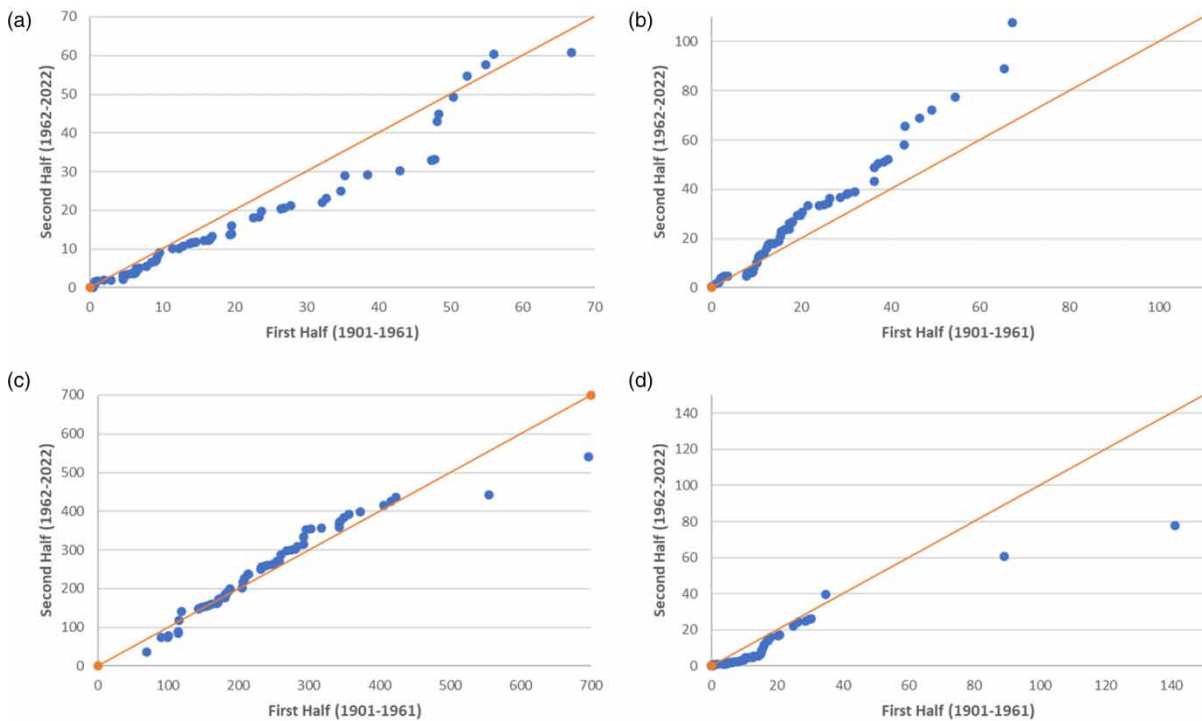 (a)
70
60
50
40
30
20
10
0
Second Half (1962-2022)
0 10 20 30 40 50 60 70
First Half (1901-1961)
(b)
100
80
60
40
20
0
Second Half (1962-2022)
0 20 40 60 80 100
First Half (1901-1961)
(c)
700
600
500
400
300
200
100
0
Second Half (1962-2022)
0 100 200 300 400 500 600 700
First Half (1901-1961)
(d)
140
120
100
80
60
40
20
0
Second Half (1962-2022)
0 20 40 60 80 100 120 140
First Half (1901-1961)